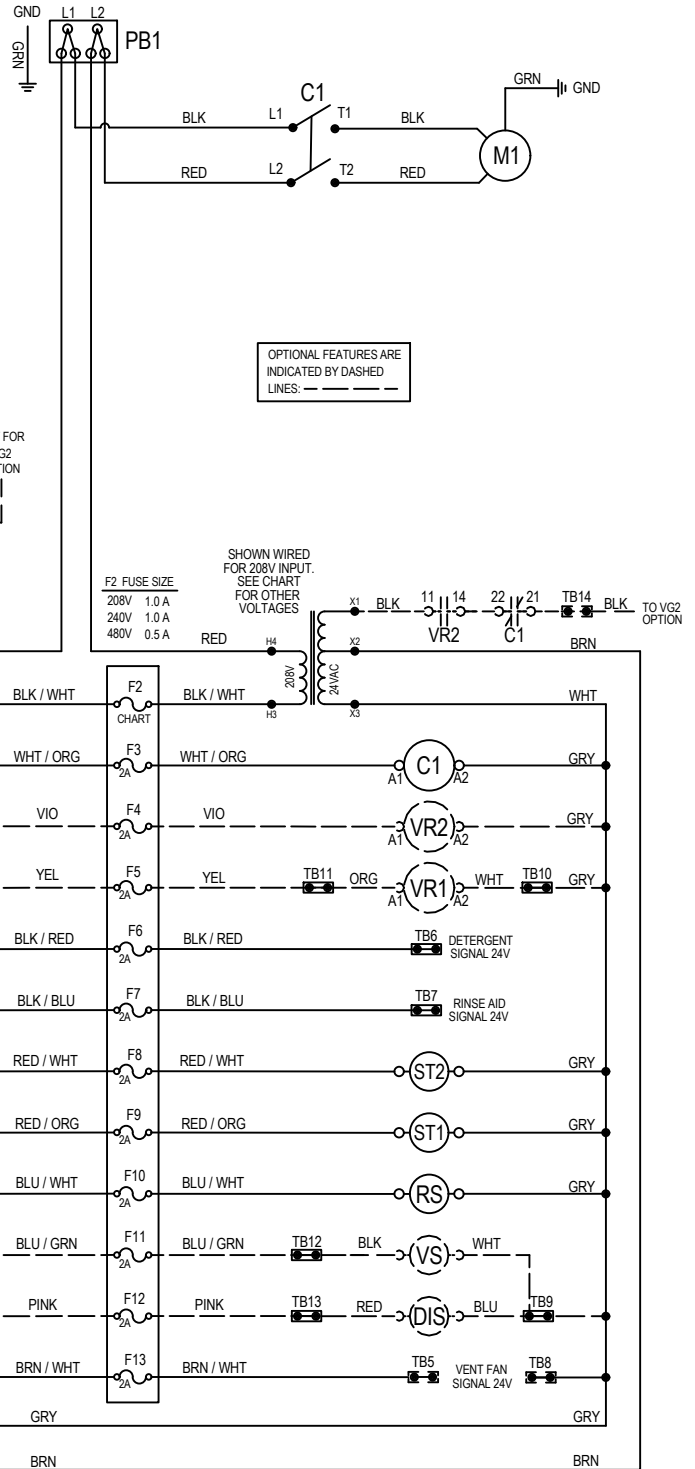 GND L1 L2
PB1
GRN
C1
L1 T1
BLK BLK
GRN GND
M1
L2 T2
RED RED
OPTIONAL FEATURES ARE
INDICATED BY DASHED
LINES:
FOR
G2
TION
SHOWN WIRED
FOR 208V INPUT.
SEE CHART
FOR OTHER
VOLTAGES
F2 FUSE SIZE
208V 1.0 A
240V 1.0 A
480V 0.5 A
X1 BLK 11 14 22 21 TB14 BLK TO VG2
OPTION
VR2 C1
RED H4 X2 BRN
208V 24VAC
BLK / WHT F2 BLK / WHT H3 X3 WHT
CHART
WHT / ORG F3 WHT / ORG C1 GRY
2A A1 A2
VIO F4 VIO VR2 GRY
2A A1 A2
YEL F5 YEL TB11 ORG VR1 WHT TB10 GRY
2A A1 A2
BLK / RED F6 BLK / RED TB6 DETERGENT
SIGNAL 24V
2A
BLK / BLU F7 BLK / BLU TB7 RINSE AID
SIGNAL 24V
2A
RED / WHT F8 RED / WHT ST2 GRY
2A
RED / ORG F9 RED / ORG ST1 GRY
2A
BLU / WHT F10 BLU / WHT RS GRY
2A
BLU / GRN F11 BLU / GRN TB12 BLK VS WHT
2A
PINK F12 PINK TB13 RED DIS BLU TB9
2A
BRN / WHT F13 BRN / WHT TB5 VENT FAN
SIGNAL 24V TB8
2A
GRY GRY
BRN BRN